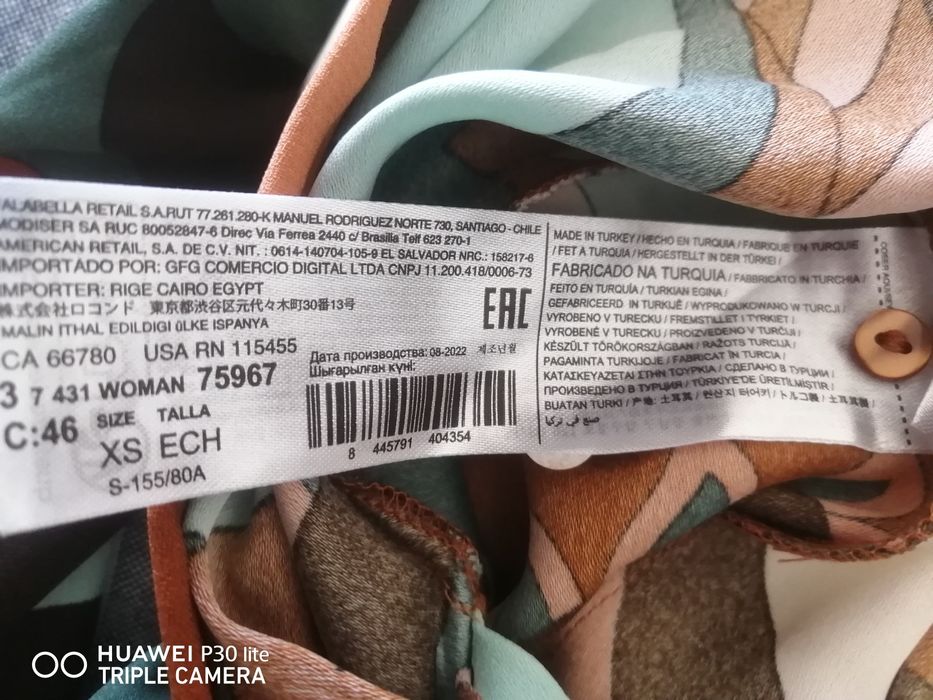 ALABELLA RETAIL S.A.RUT 77.261.280-K MANUEL RODRIGUEZ NORTE 730, SANTIAGO - CHILE
MODISER SA RUC 80052847-6 Direc Via Ferrea 2440 c/ Brasilia Telf 623 270-1
AMERICAN RETAIL, S.A. DE C.V. NIT. : 0614-140704-105-9 EL SALVADOR NRC.: 158217-6
IMPORTADO POR: GFG COMERCIO DIGITAL LTDA CNPJ 11.200.418/0006-73
IMPORTER: RIGE CAIRO EGYPT
株式会社ロコンド 東京都渋谷区元代々木町30番13号
MALIN ITHAL EDILDIGI üLKE ISPANYA
CA 66780 USA RN 115455
3 7 431 WOMAN 75967
C:46 SIZE TALLA
XS ECH
S-155/80A
EAC
Дата производства: 08-2022 제조년월
Шығарылған күні:
8 445791 404354
MADE IN TURKEY / HECHO EN TURQUIA / FABRIQUE EN TURQUIE
/ FET A TURQUIA / HERGESTELLT IN DER TÜRKEI /
FABRICADO NA TURQUIA / FABBRICATO IN TURCHIA /
FEITO EN TURQUÍA / TURKIAN EGINA /
GEFABRICEERD IN TURKIJE / WYPRODUKOWANO W TURCJI /
VYROBENO V TURECKU / FREMSTILLET I TYRKIET /
VYROBENÉ V TURECKU / PROIZVEDENO V TURČIJI /
KÉSZÜLT TÖRÖKORSZÁGBAN / RAŽOTS TURCIJĀ /
PAGAMINTA TURKIJOJE / FABRICAT ÎN TURCIA /
ΚΑΤΑΣΚΕΥΑΖΕΤΑΙ ΣΤΗΝ ΤΟΥΡΚΙΑ / СДЕЛАНО В ТУРЦИИ /
ПРОИЗВЕДЕНО В ТУРЦИЯ / TÜRKİYE'DE ÜRETİLMİŞTİR /
BUATAN TURKI / 产地: 土耳其 / 원산지 터어키 / トルコ製 / 土耳其製 /
صنع في تركيا
HUAWEI P30 lite
TRIPLE CAMERA